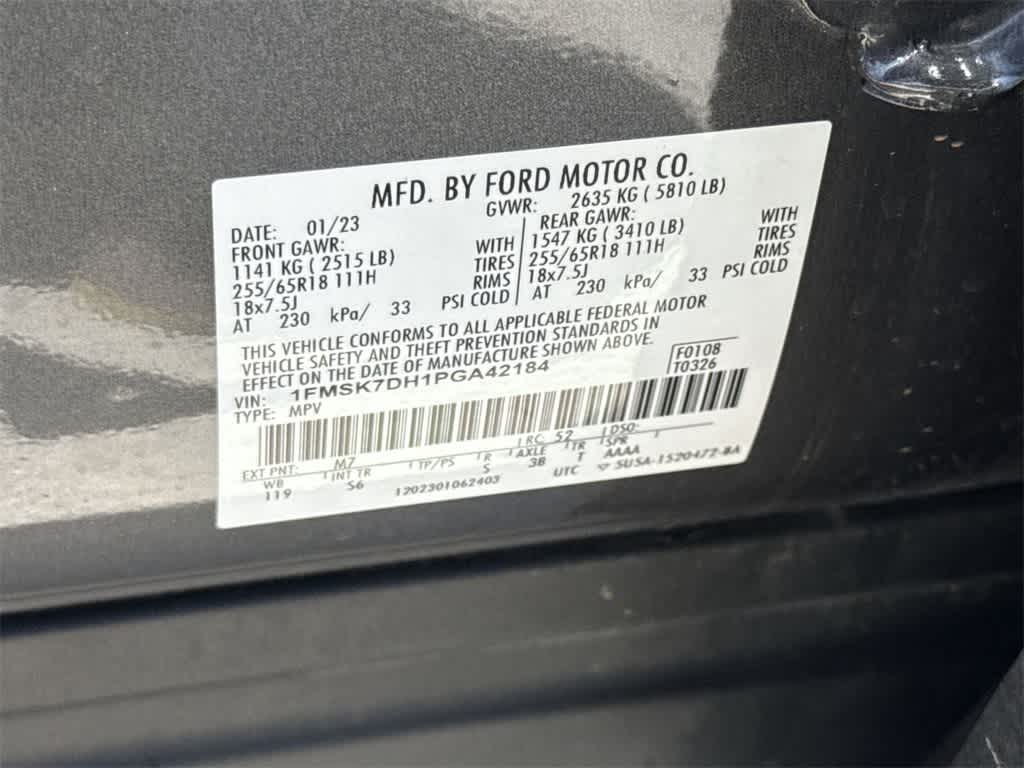 MFD. BY FORD MOTOR CO.
DATE: 01/23 GVWR: 2635 KG ( 5810 LB)
FRONT GAWR: WITH REAR GAWR: WITH
1141 KG ( 2515 LB) TIRES 1547 KG ( 3410 LB) TIRES
255/65R18 111H RIMS 255/65R18 111H RIMS
18x7.5J 18x7.5J
AT 230 kPa/ 33 PSI COLD AT 230 kPa/ 33 PSI COLD
THIS VEHICLE CONFORMS TO ALL APPLICABLE FEDERAL MOTOR
VEHICLE SAFETY AND THEFT PREVENTION STANDARDS IN
EFFECT ON THE DATE OF MANUFACTURE SHOWN ABOVE.
VIN: 1FMSK7DH1PGA42184 F0108
TYPE: MPV T0326
EXT PNT: M7 RC: 52 DSO:
WB INT TR TP/PS R AXLE TR SPR
119 S6 S 3B T AAAA
1202301062403 UTC SUSA-1520472-BA